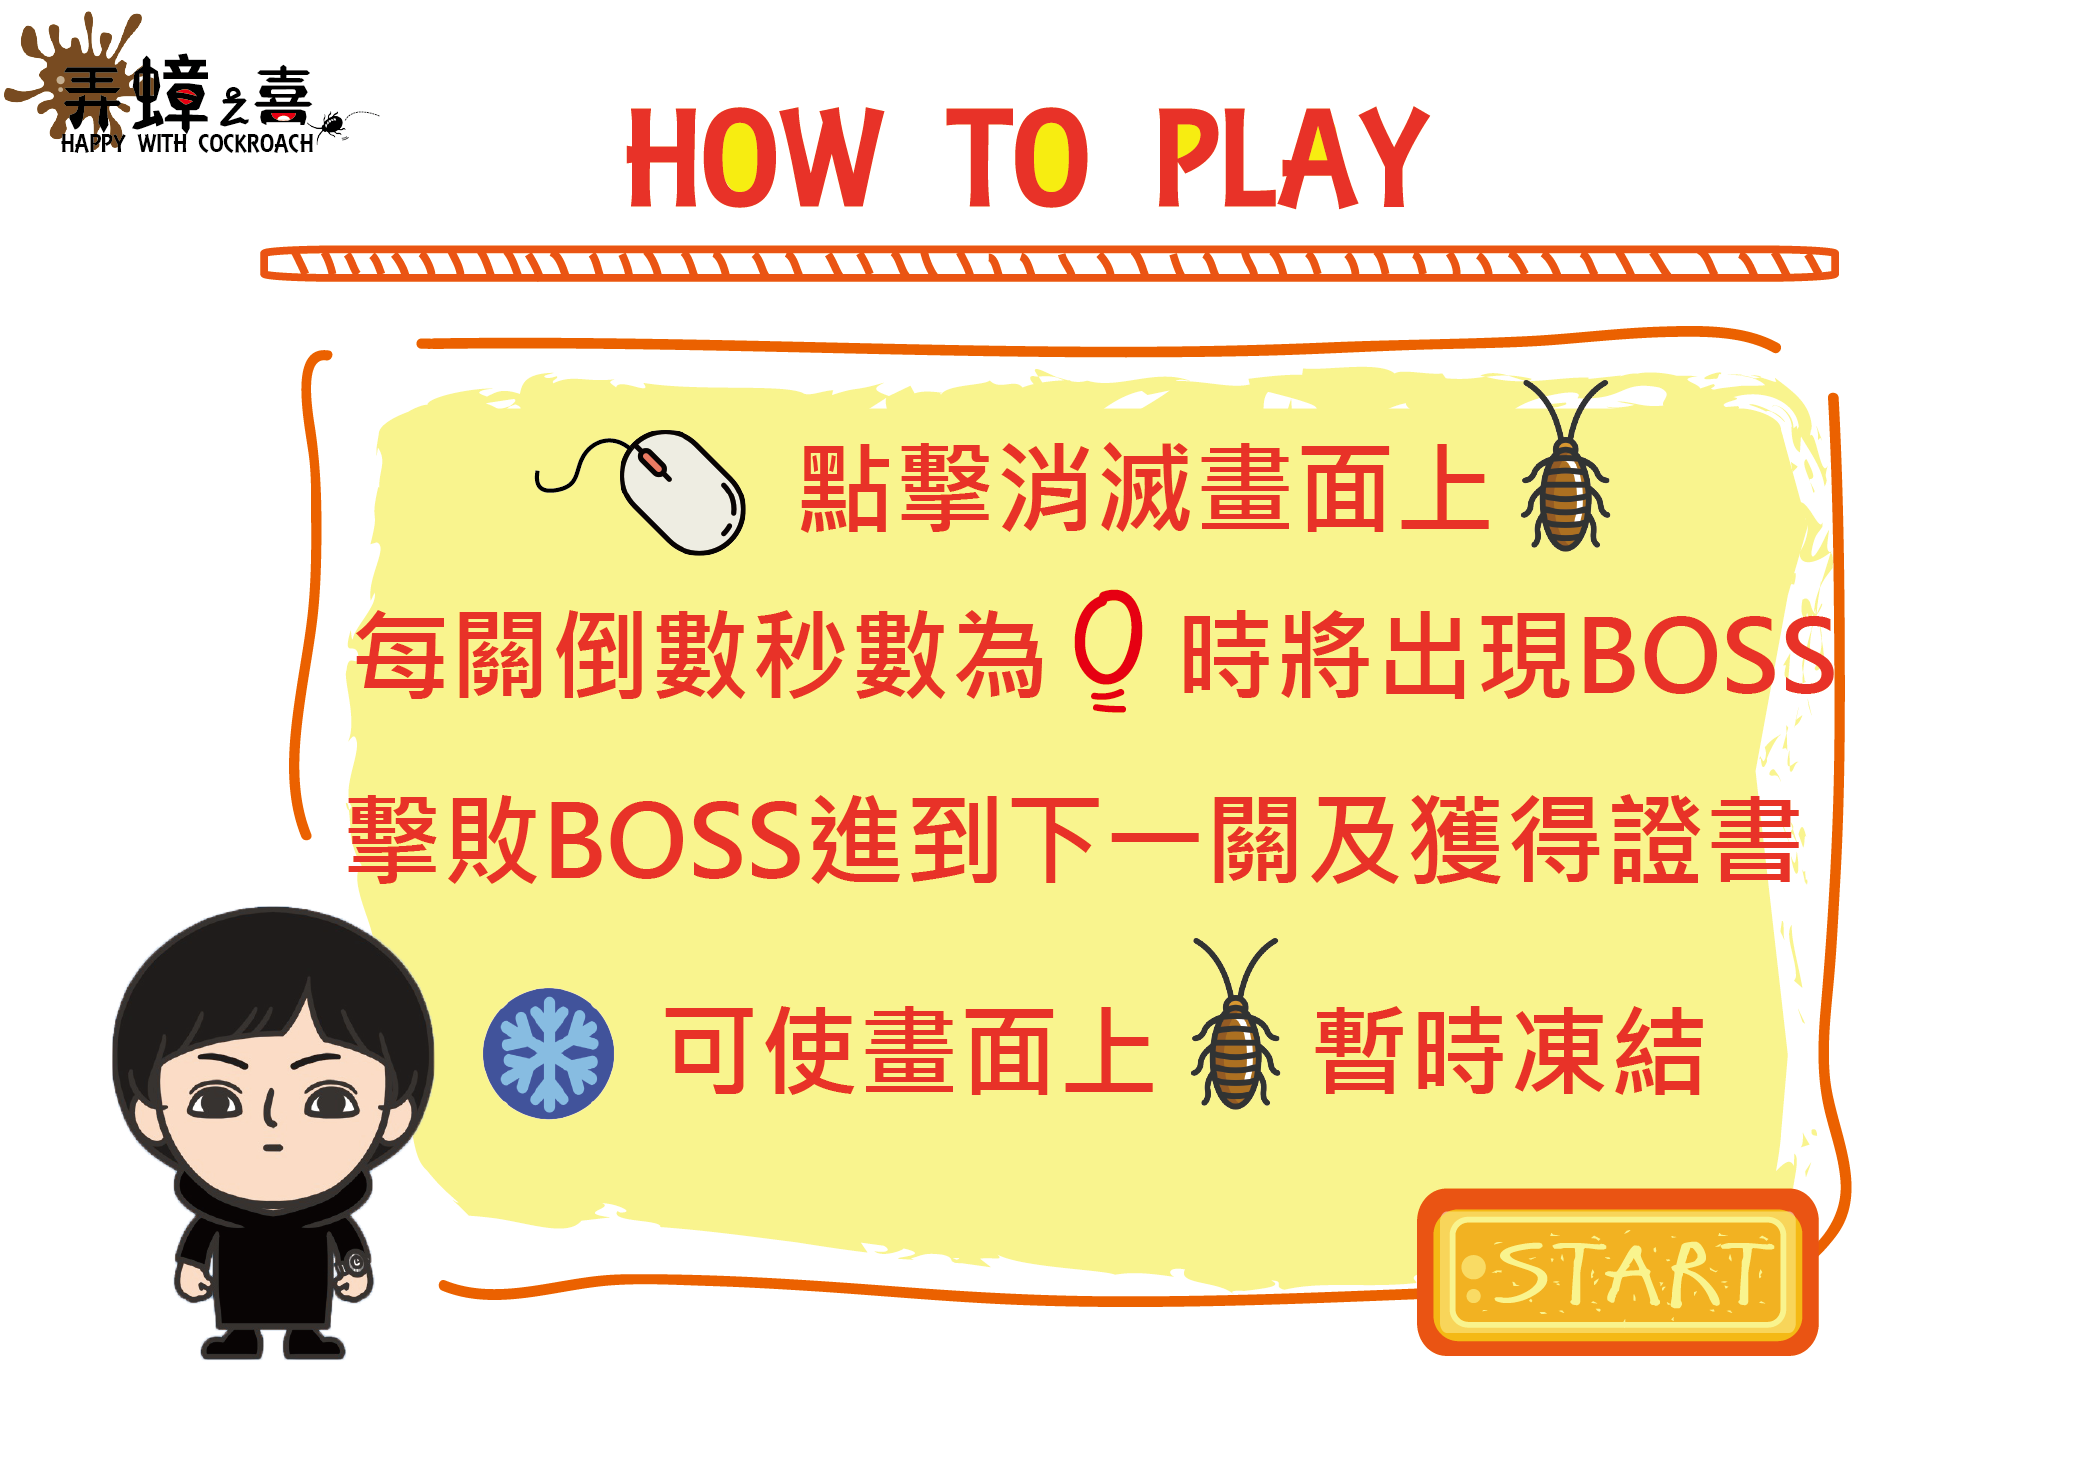 弄蟑之喜
HAPPY WITH COCKROACH
HOW TO PLAY
點擊消滅畫面上
每關倒數秒數為0時將出現BOSS
擊敗BOSS進到下一關及獲得證書
可使畫面上 暫時凍結
START